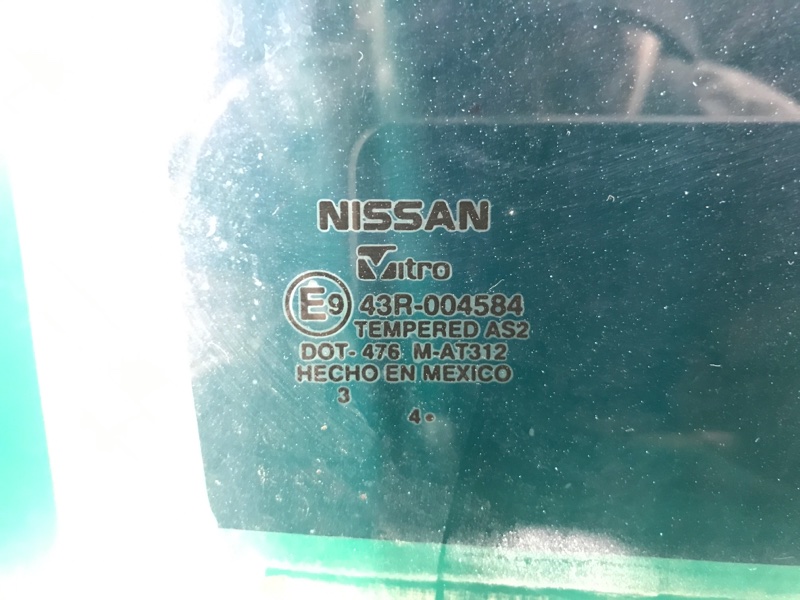 NISSAN
Vitro
E9 43R-004584
TEMPERED AS2
DOT-476 M-AT312
HECHO EN MEXICO
3
4•